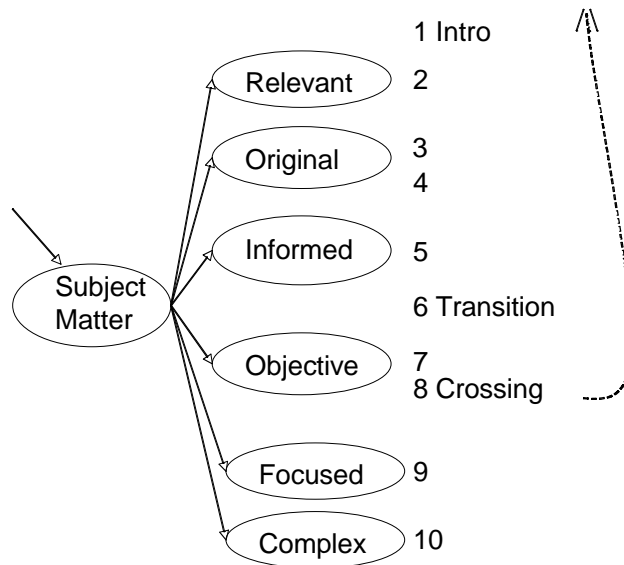 1 Intro
Relevant 2
Original 3
4
Informed 5
Subject
Matter
6 Transition
Objective 7
8 Crossing
Focused 9
Complex 10